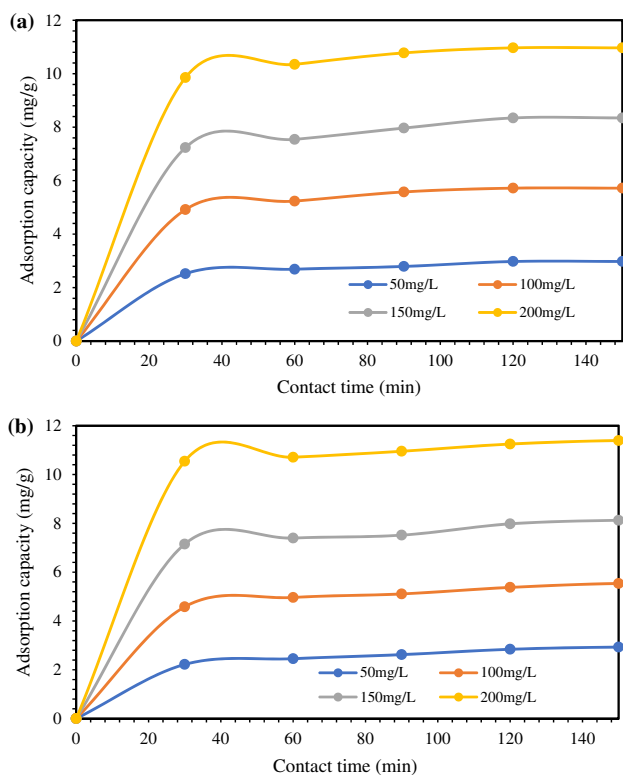 (a)
12
10
8
6
4
2
0
Adsorption capacity (mg/g)
50mg/L 100mg/L
150mg/L 200mg/L
0 20 40 60 80 100 120 140
Contact time (min)
(b)
12
10
8
6
4
2
0
Adsorption capacity (mg/g)
50mg/L 100mg/L
150mg/L 200mg/L
0 20 40 60 80 100 120 140
Contact time (min)